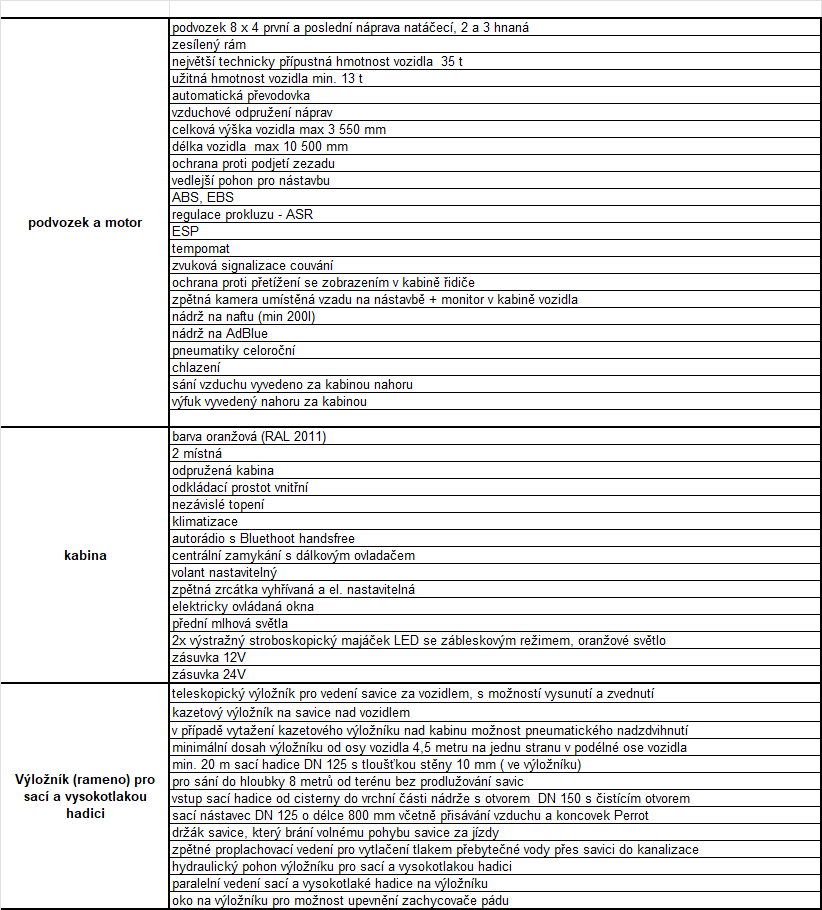 podvozek a motor
podvozek 8 x 4 první a poslední náprava natáčecí, 2 a 3 hnaná
zesílený rám
největší technicky přípustná hmotnost vozidla  35 t
užitná hmotnost vozidla min. 13 t
automatická převodovka
vzduchové odpružení náprav
celková výška vozidla max 3 550 mm
délka vozidla  max 10 500 mm
ochrana proti podjetí zezadu
vedlejší pohon pro nástavbu
ABS, EBS
regulace prokluzu - ASR
ESP
tempomat
zvuková signalizace couvání
ochrana proti přetížení se zobrazením v kabině řidiče
zpětná kamera umístěná vzadu na nástavbě + monitor v kabině vozidla
nádrž na naftu (min 200l)
nádrž na AdBlue
pneumatiky celoroční
chlazení
sání vzduchu vyvedeno za kabinou nahoru
výfuk vyvedený nahoru za kabinou
kabina
barva oranžová (RAL 2011)
2 místná
odpružená kabina
odkládací prostot vnitřní
nezávislé topení
klimatizace
autorádio s Bluethoot handsfree
centrální zamykání s dálkovým ovladačem
volant nastavitelný
zpětná zrcátka vyhřívaná a el. nastavitelná
elektricky ovládaná okna
přední mlhová světla
2x výstražný stroboskopický majáček LED se zábleskovým režimem, oranžové světlo
zásuvka 12V
zásuvka 24V
Výložník (rameno) pro
sací a vysokotlakou
hadici
teleskopický výložník pro vedení savice za vozidlem, s možností vysunutí a zvednutí
kazetový výložník na savice nad vozidlem
v případě vytažení kazetového výložníku nad kabinu možnost pneumatického nadzdvihnutí
minimální dosah výložníku od osy vozidla 4,5 metru na jednu stranu v podélné ose vozidla
min. 20 m sací hadice DN 125 s tloušťkou stěny 10 mm ( ve výložníku)
pro sání do hloubky 8 metrů od terénu bez prodlužování savic
vstup sací hadice od cisterny do vrchní části nádrže s otvorem  DN 150 s čistícím otvorem
sací nástavec DN 125 o délce 800 mm včetně přisávání vzduchu a koncovek Perrot
držák savice, který brání volnému pohybu savice za jízdy
zpětné proplachovací vedení pro vytlačení tlakem přebytečné vody přes savici do kanalizace
hydraulický pohon výložníku pro sací a vysokotlakou hadici
paralelní vedení sací a vysokotlaké hadice na výložníku
oko na výložníku pro možnost upevnění zachycovače pádu